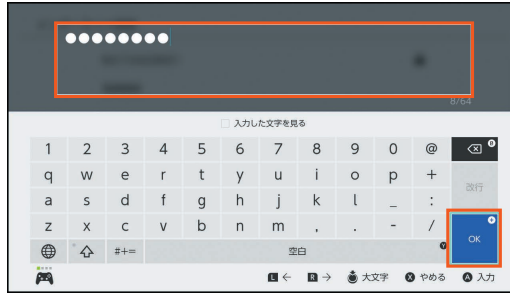 ●●●●●●●●
8/64
入力した文字を見る
1 2 3 4 5 6 7 8 9 0 @
q w e r t y u i o p + 改行
a s d f g h j k l _ :
z x c v b n m , . - / OK
#+= 空白 Y
L ← R → 大文字 X やめる A 入力